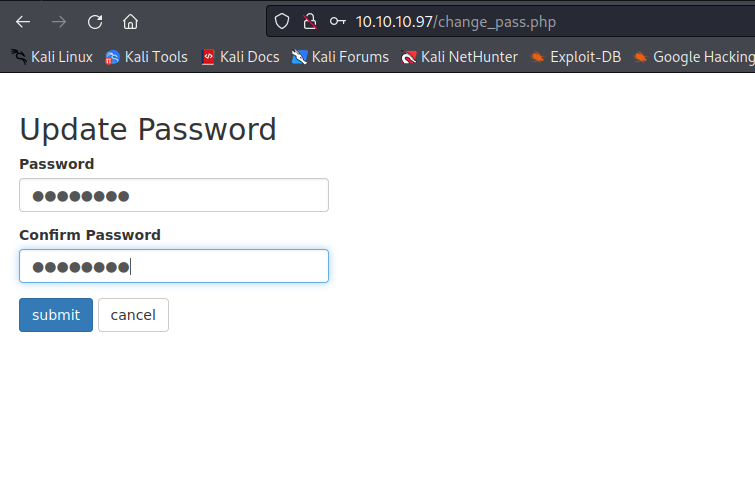 10.10.10.97/change_pass.php
Kali Linux Kali Tools Kali Docs Kali Forums Kali NetHunter Exploit-DB Google Hacking
Update Password
Password
Confirm Password
submit cancel